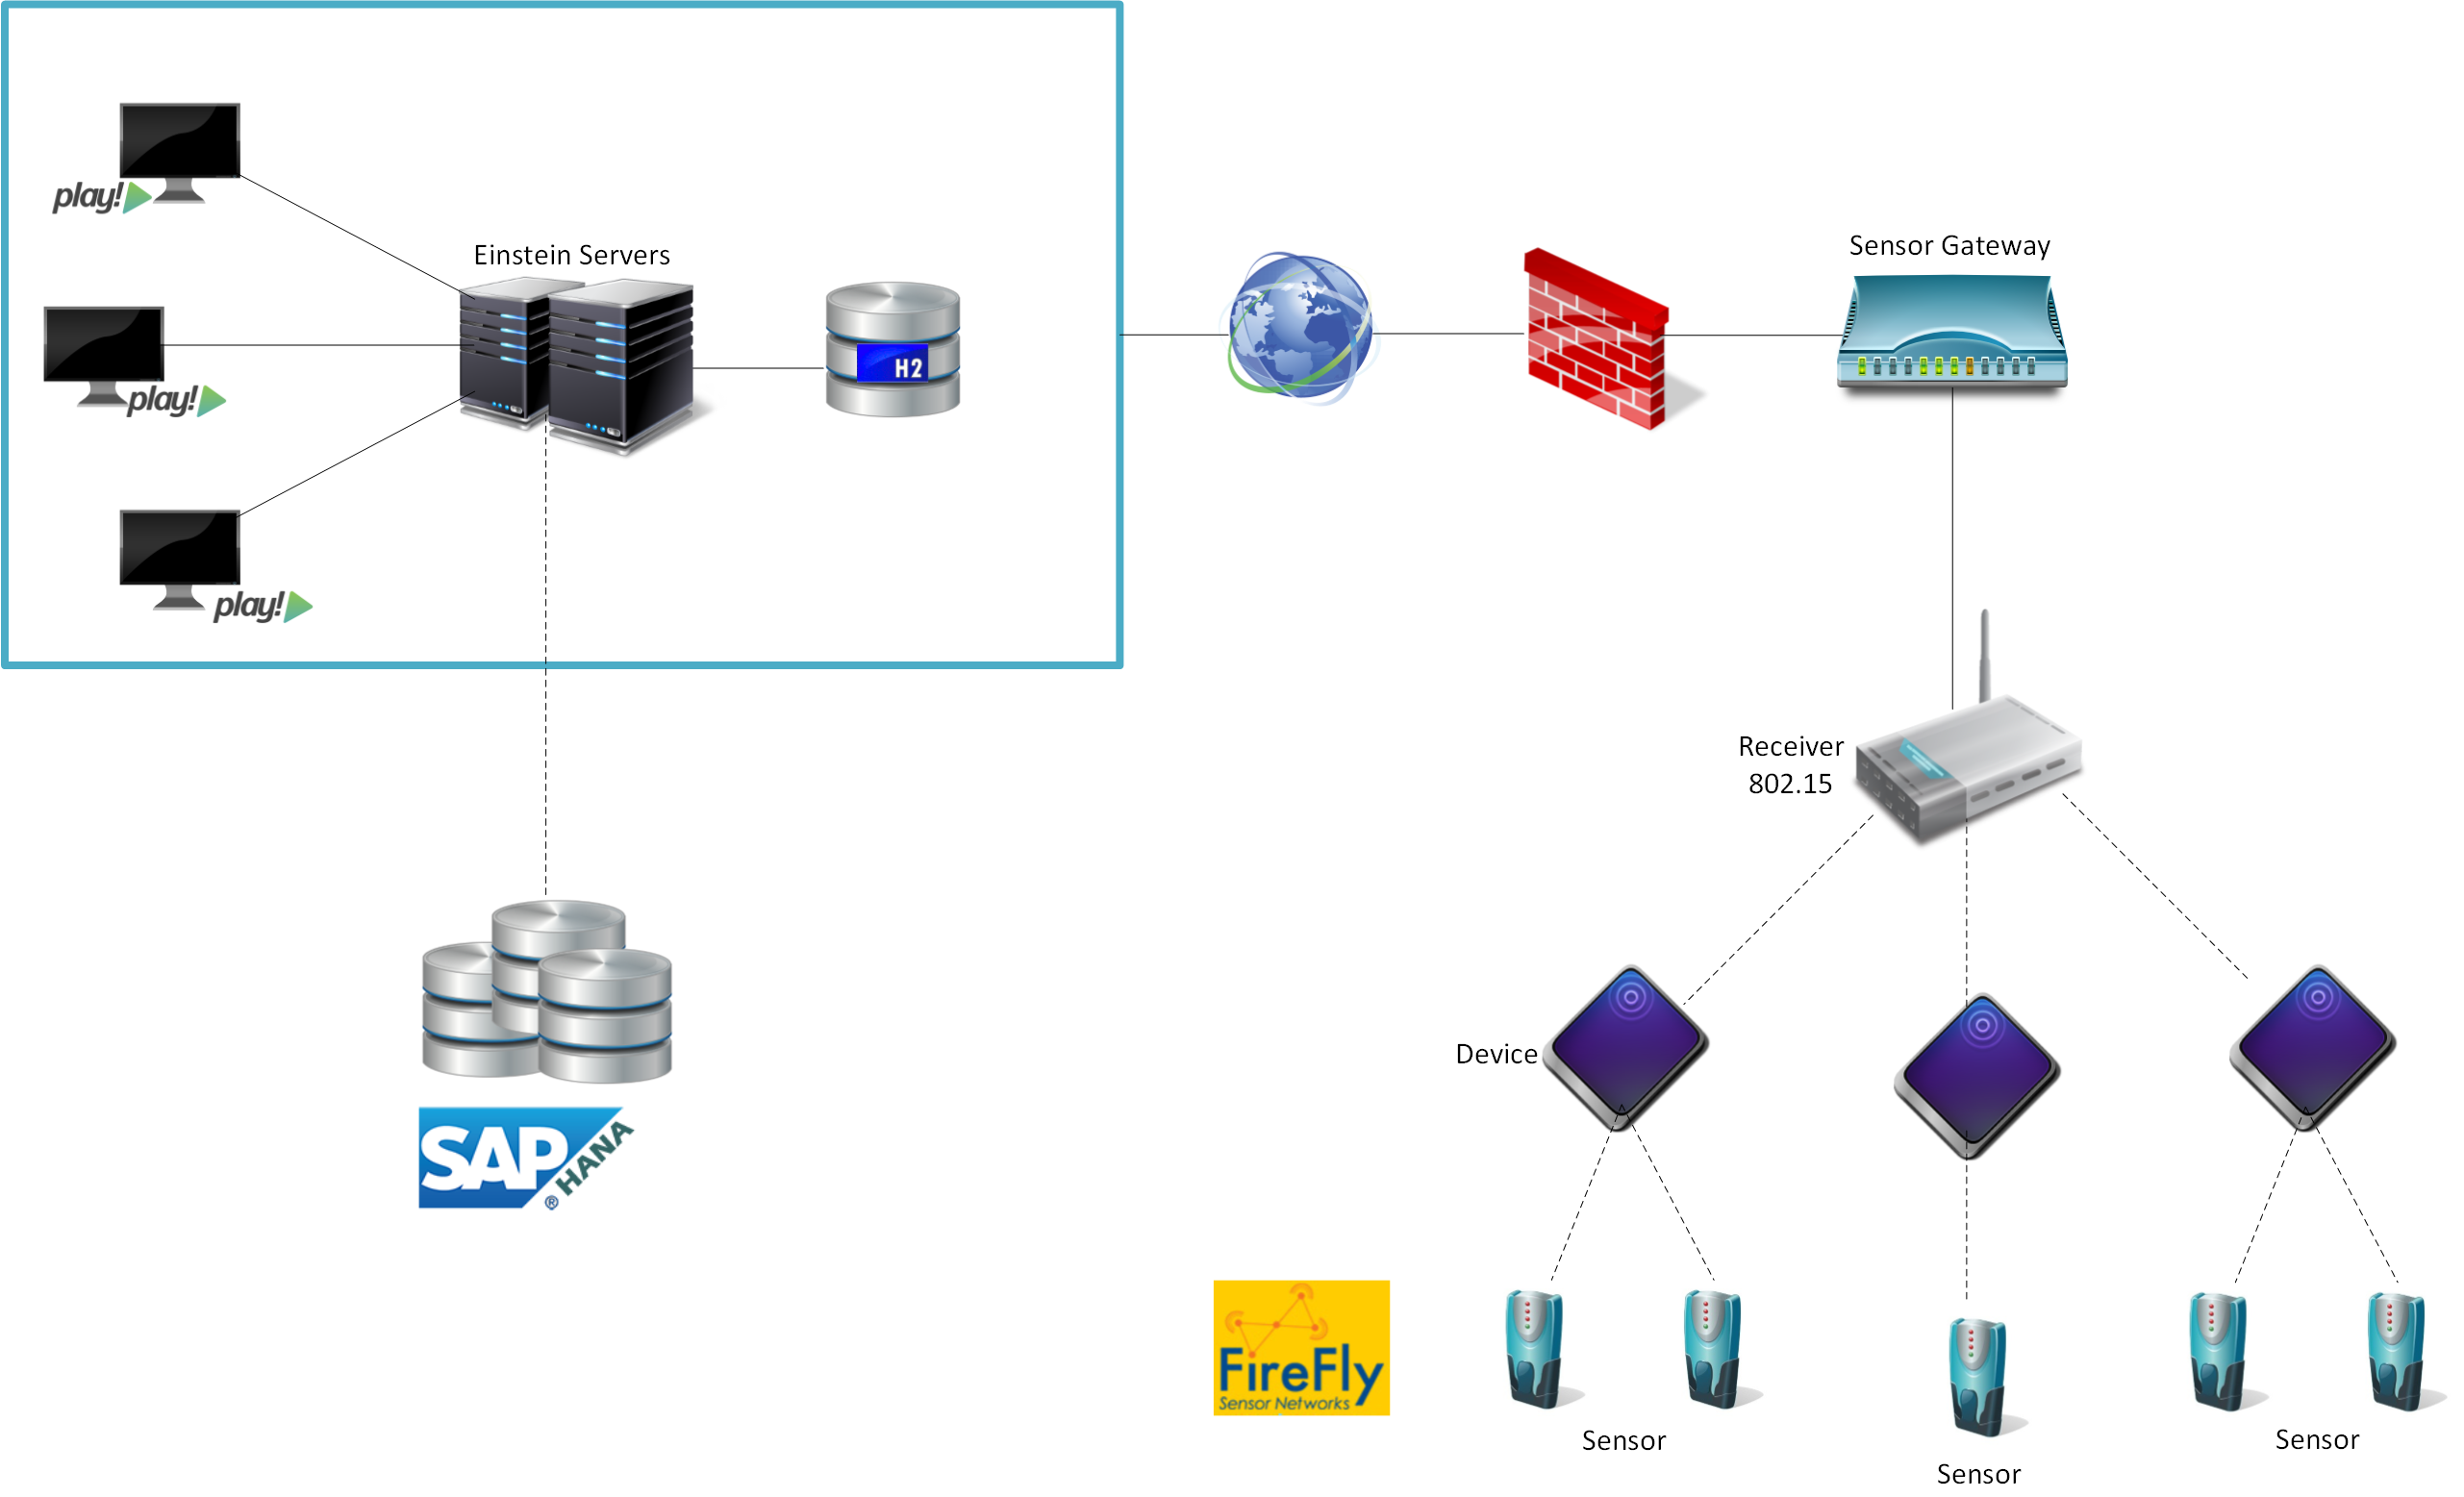 play!
Einstein Servers
H2
play!
play!
Sensor Gateway
Receiver
802.15
Device
SAP
® HANA
FireFly
Sensor Networks
Sensor
Sensor
Sensor